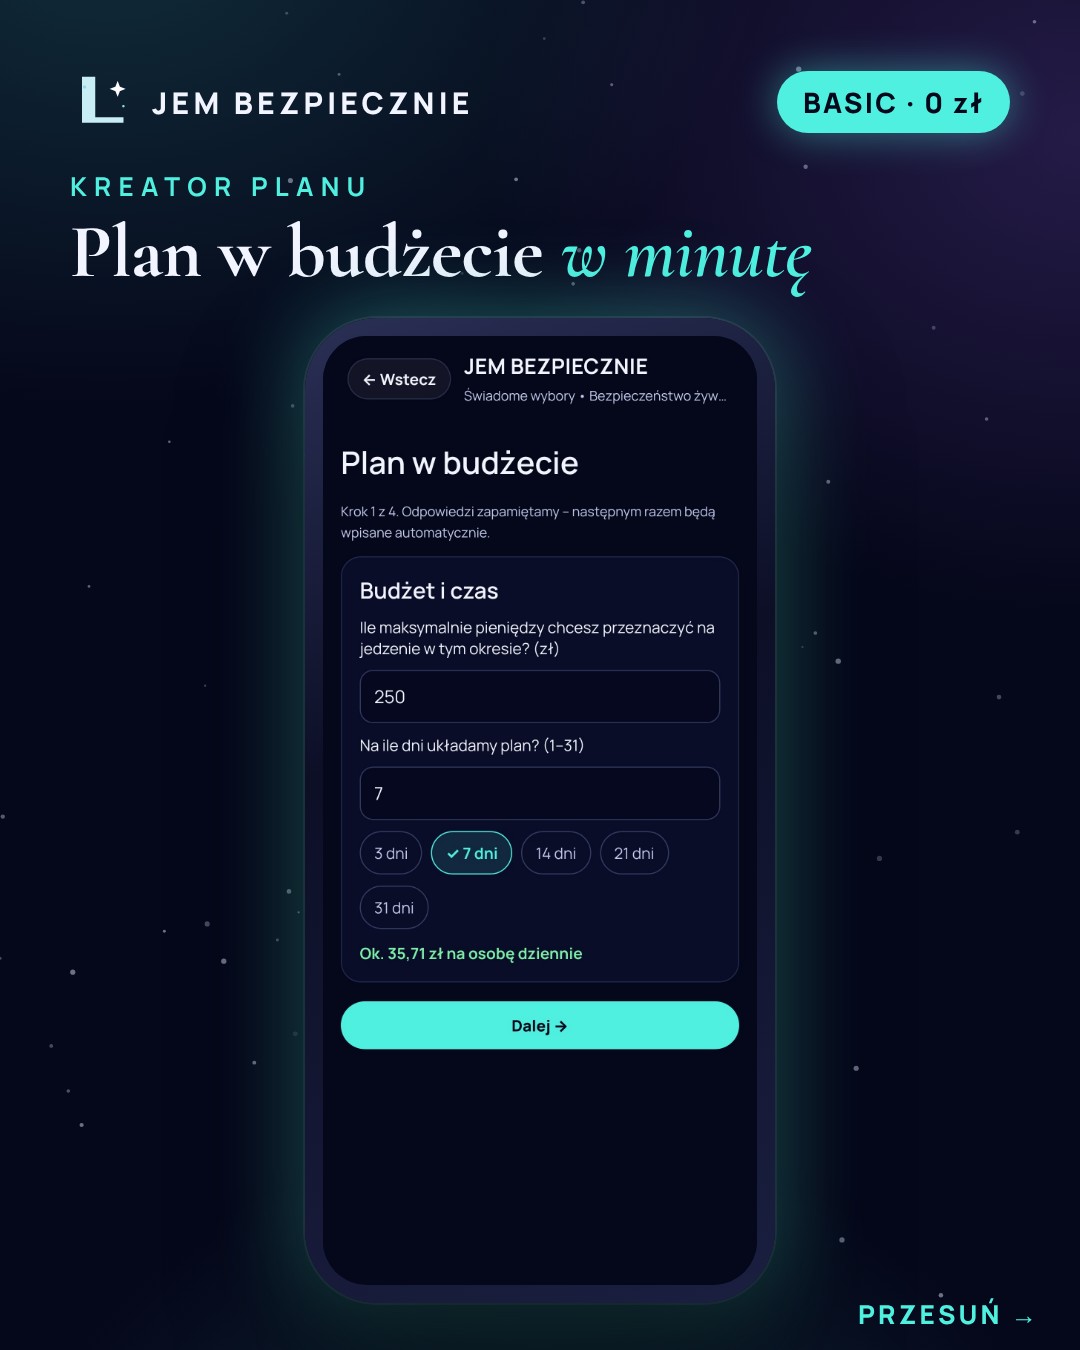 JEM BEZPIECZNIE
BASIC · 0 zł
KREATOR PLANU
Plan w budżecie w minutę
← Wstecz
JEM BEZPIECZNIE
Świadome wybory • Bezpieczeństwo żyw...
Plan w budżecie
Krok 1 z 4. Odpowiedzi zapamiętamy – następnym razem będą
wpisane automatycznie.
Budżet i czas
Ile maksymalnie pieniędzy chcesz przeznaczyć na
jedzenie w tym okresie? (zł)
250
Na ile dni układamy plan? (1–31)
7
3 dni
✓ 7 dni
14 dni
21 dni
31 dni
Ok. 35,71 zł na osobę dziennie
Dalej →
PRZESUŃ →